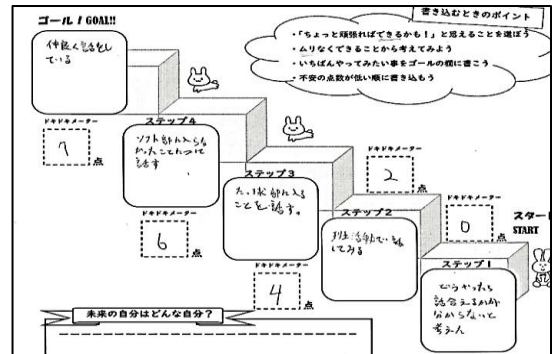 ゴール！GOAL!!
書き込むときのポイント
・「ちょっと頑張ればできるかも！」と思えることを選ぼう
・ムリなくできることから考えてみよう
・いちばんやってみたい事をゴールの欄に書こう
・不安の点数が低い順に書き込もう
仲良く話をし
ている
ドキドキメーター
7
点
ステップ4
ソフト部に入らな
かったことについて
話す
ドキドキメーター
6
点
ステップ3
たっ球部に入る
ことを話す。
ドキドキメーター
4
点
ステップ2
班活動で話
してみる
ドキドキメーター
2
点
ステップ1
どうやったら
話合えるかが
分からないと
考え
ドキドキメーター
0
点
スタート
START
未来の自分はどんな自分？